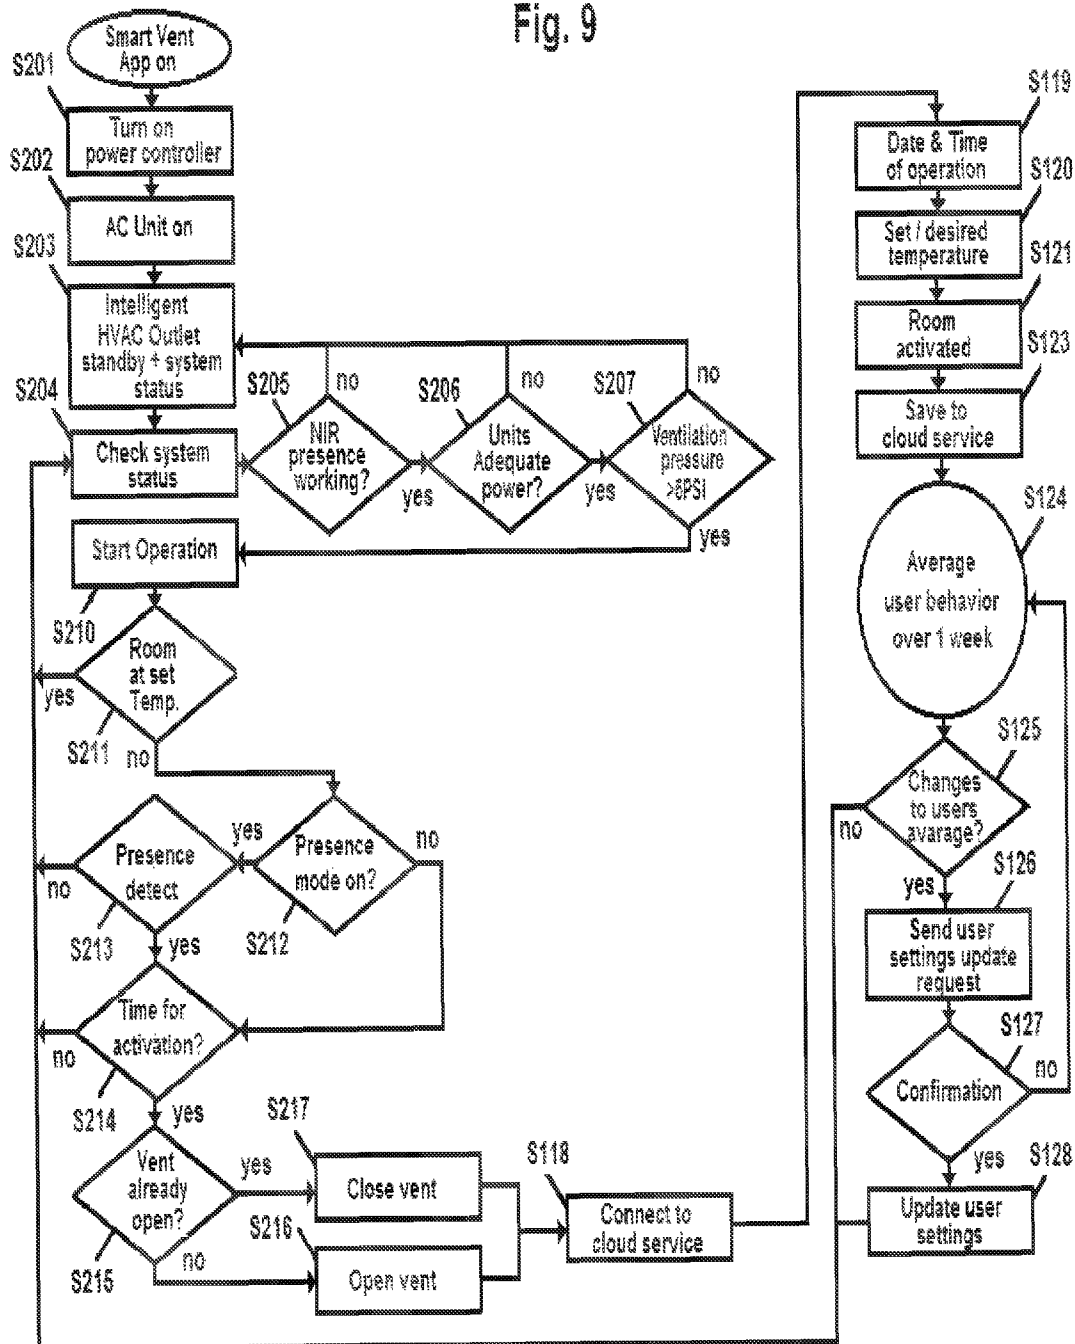 Fig. 9
Smart Vent
App on
S201
Turn on
power controller
S202
AC Unit on
S203
Intelligent
HVAC Outlet
standby + system
status
S204
Check system
status
S205
NIR
presence
working?
no
yes
S206
Units
Adequate
power?
no
yes
S207
Ventilation
pressure
no
yes
Start Operation
S210
Room
at set
Temp.
yes
S211
no
Presence
mode on?
yes
no
S212
Presence
detect
no
S213
yes
Time for
activation?
no
S214
yes
Vent
already
open?
yes
S215
no
S217
Close vent
S216
Open vent
S118
Connect to
cloud service
S119
Date & Time
of operation
S120
Set / desired
temperature
S121
Room
activated
S123
Save to
cloud service
S124
Average
user behavior
over 1 week
S125
Changes
to users
avarage?
no
yes
S126
Send user
settings update
request
S127
Confirmation
no
yes
S128
Update user
settings